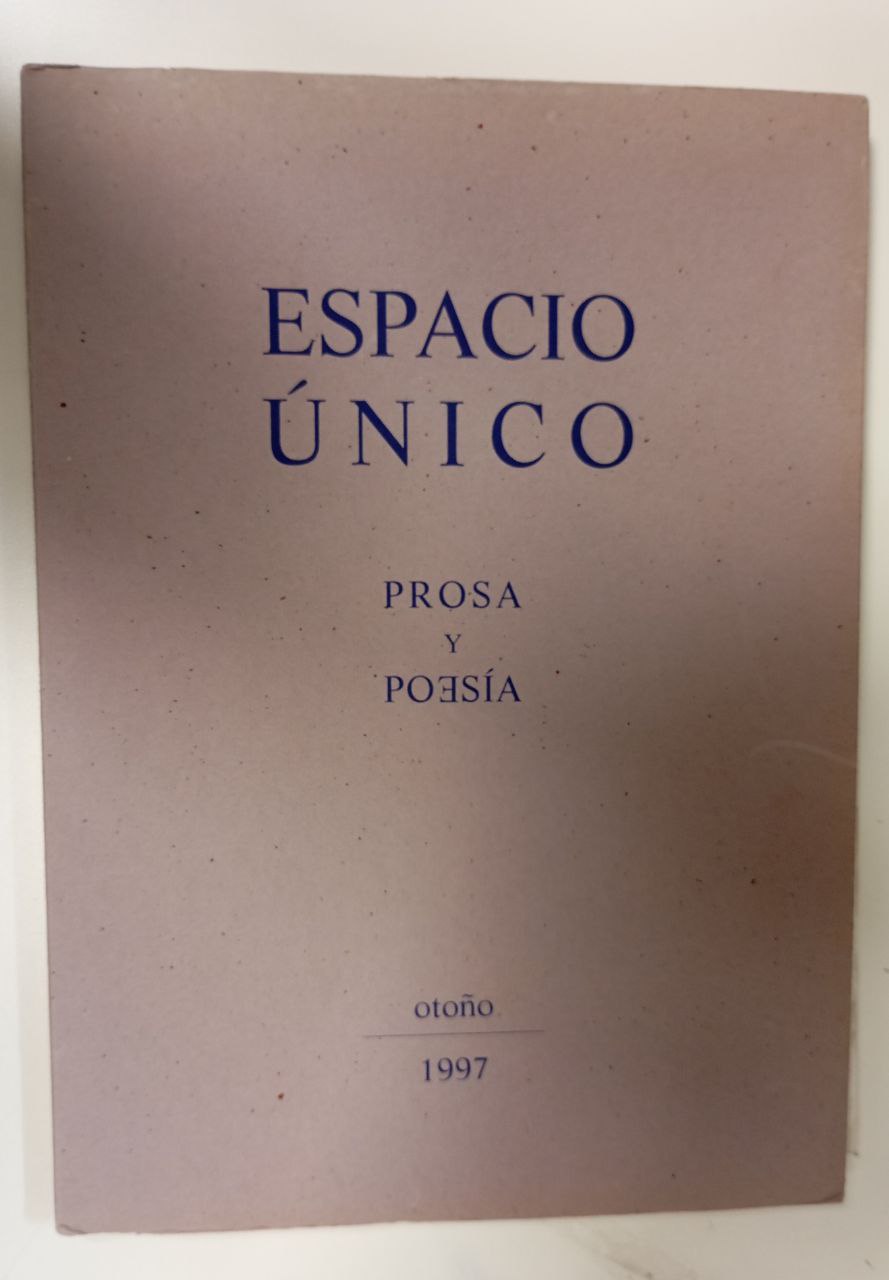 ESPACIO
ÚNICO
PROSA
Y
POƎSÍA
otoño
1997